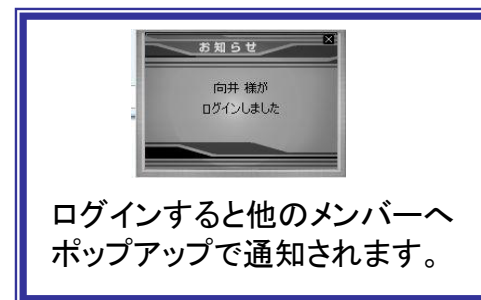 お知らせ
向井 様が
ログインしました
ログインすると他のメンバーへ
ポップアップで通知されます。